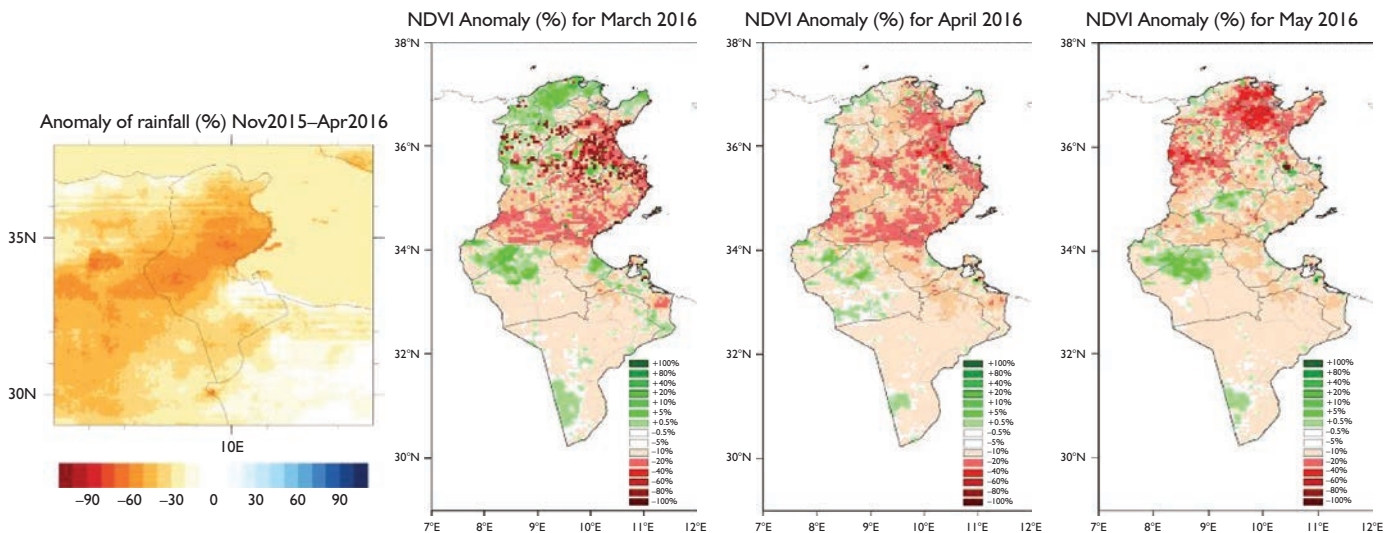 Anomaly of rainfall (%) Nov2015–Apr2016
35N
30N
10E
–90 –60 –30 0 30 60 90
NDVI Anomaly (%) for March 2016
38°N
36°N
34°N
32°N
30°N
7°E 8°E 9°E 10°E 11°E 12°E
+100%
+80%
+40%
+20%
+10%
+5%
+0.5%
–0.5%
–5%
–10%
–20%
–40%
–60%
–80%
–100%
NDVI Anomaly (%) for April 2016
38°N
36°N
34°N
32°N
30°N
7°E 8°E 9°E 10°E 11°E 12°E
+100%
+80%
+40%
+20%
+10%
+5%
+0.5%
–0.5%
–5%
–10%
–20%
–40%
–60%
–80%
–100%
NDVI Anomaly (%) for May 2016
38°N
36°N
34°N
32°N
30°N
7°E 8°E 9°E 10°E 11°E 12°E
+100%
+80%
+40%
+20%
+10%
+5%
+0.5%
–0.5%
–5%
–10%
–20%
–40%
–60%
–80%
–100%